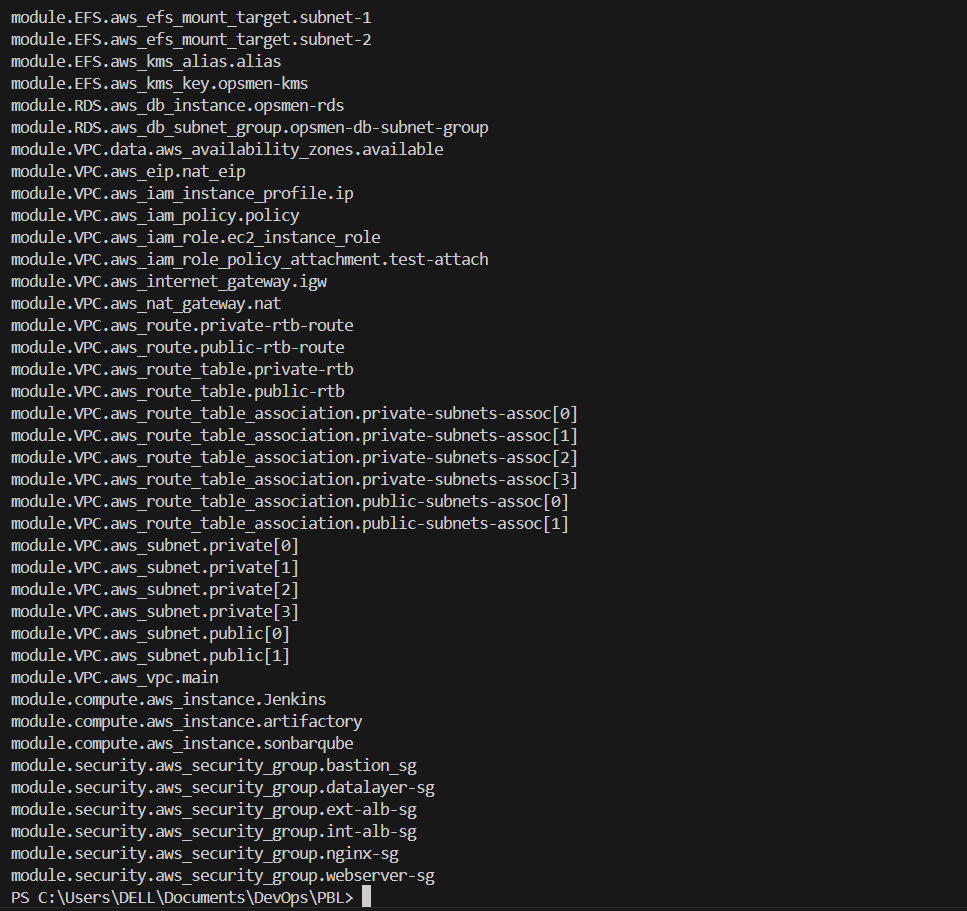 module.EFS.aws_efs_mount_target.subnet-1
module.EFS.aws_efs_mount_target.subnet-2
module.EFS.aws_kms_alias.alias
module.EFS.aws_kms_key.opsmen-kms
module.RDS.aws_db_instance.opsmen-rds
module.RDS.aws_db_subnet_group.opsmen-db-subnet-group
module.VPC.data.aws_availability_zones.available
module.VPC.aws_eip.nat_eip
module.VPC.aws_iam_instance_profile.ip
module.VPC.aws_iam_policy.policy
module.VPC.aws_iam_role.ec2_instance_role
module.VPC.aws_iam_role_policy_attachment.test-attach
module.VPC.aws_internet_gateway.igw
module.VPC.aws_nat_gateway.nat
module.VPC.aws_route.private-rtb-route
module.VPC.aws_route.public-rtb-route
module.VPC.aws_route_table.private-rtb
module.VPC.aws_route_table.public-rtb
module.VPC.aws_route_table_association.private-subnets-assoc[0]
module.VPC.aws_route_table_association.private-subnets-assoc[1]
module.VPC.aws_route_table_association.private-subnets-assoc[2]
module.VPC.aws_route_table_association.private-subnets-assoc[3]
module.VPC.aws_route_table_association.public-subnets-assoc[0]
module.VPC.aws_route_table_association.public-subnets-assoc[1]
module.VPC.aws_subnet.private[0]
module.VPC.aws_subnet.private[1]
module.VPC.aws_subnet.private[2]
module.VPC.aws_subnet.private[3]
module.VPC.aws_subnet.public[0]
module.VPC.aws_subnet.public[1]
module.VPC.aws_vpc.main
module.compute.aws_instance.Jenkins
module.compute.aws_instance.artifactory
module.compute.aws_instance.sonbarqube
module.security.aws_security_group.bastion_sg
module.security.aws_security_group.datalayer-sg
module.security.aws_security_group.ext-alb-sg
module.security.aws_security_group.int-alb-sg
module.security.aws_security_group.nginx-sg
module.security.aws_security_group.webserver-sg
PS C:\Users\DELL\Documents\DevOps\PBL>